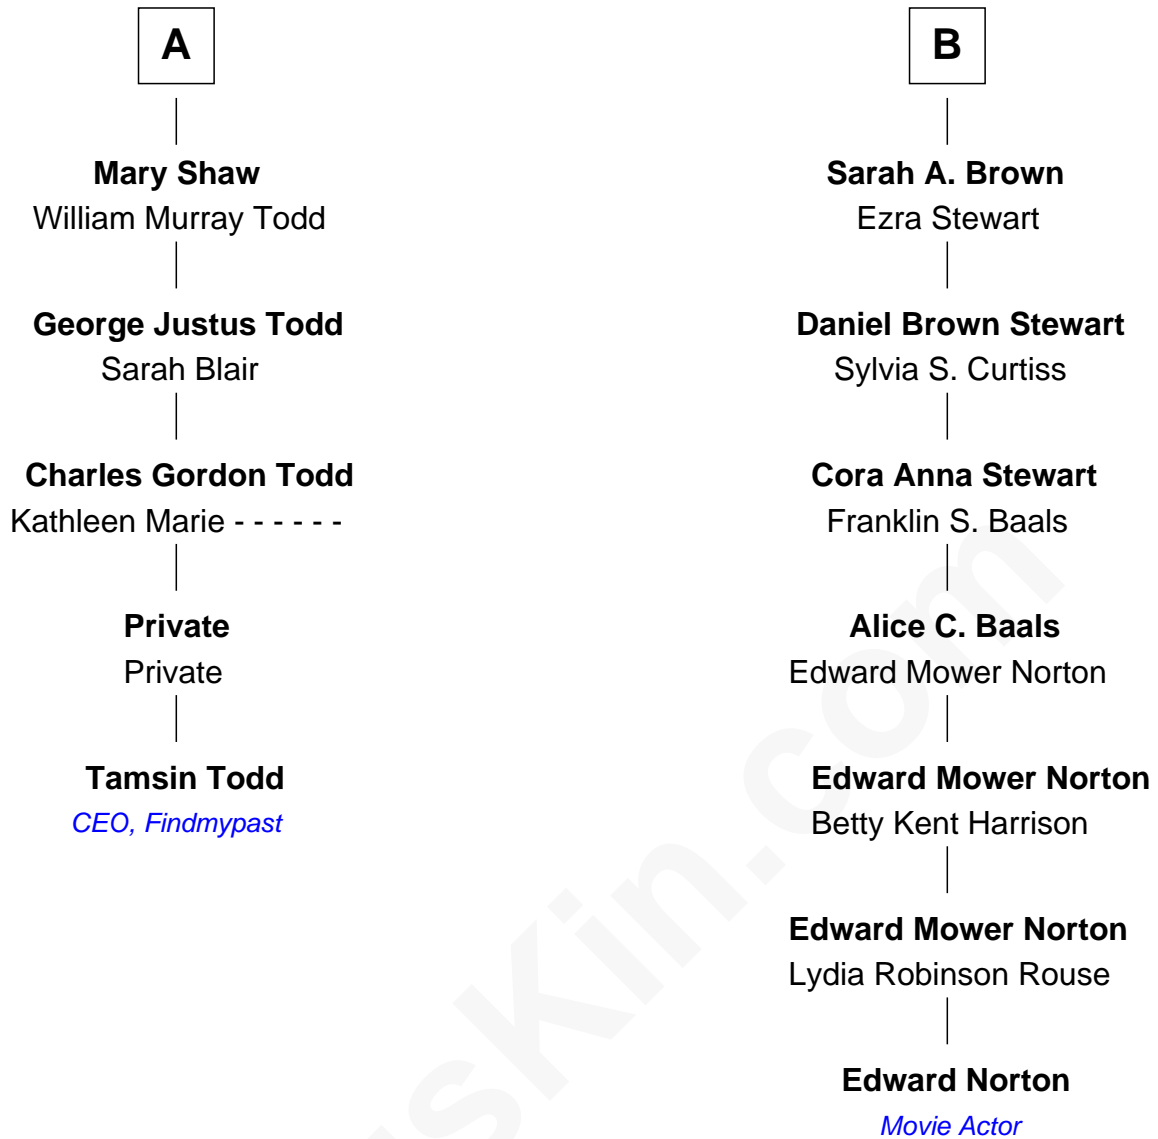 A
Mary Shaw
William Murray Todd
George Justus Todd
Sarah Blair
Charles Gordon Todd
Kathleen Marie - - - - - -
Private
Private
Tamsin Todd
CEO, Findmypast
B
Sarah A. Brown
Ezra Stewart
Daniel Brown Stewart
Sylvia S. Curtiss
Cora Anna Stewart
Franklin S. Baals
Alice C. Baals
Edward Mower Norton
Edward Mower Norton
Betty Kent Harrison
Edward Mower Norton
Lydia Robinson Rouse
Edward Norton
Movie Actor